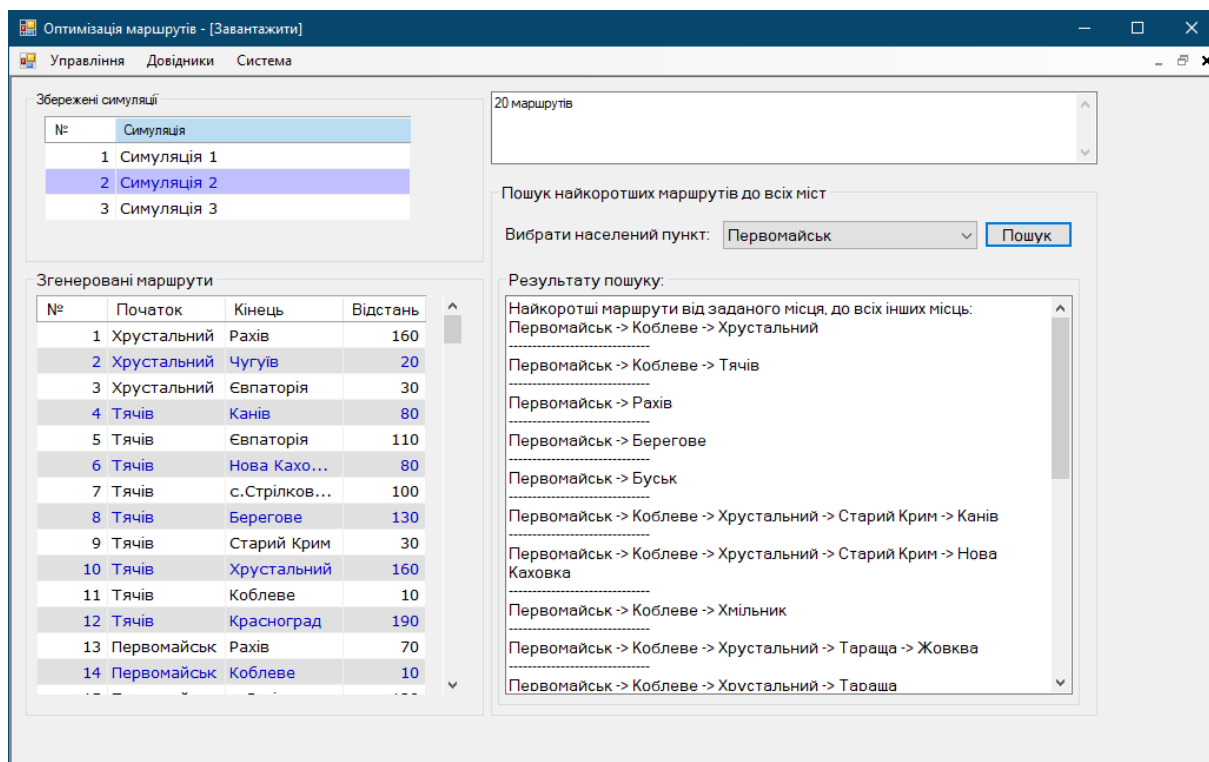 Оптимізація маршрутів - [Завантажити]
Управління Довідники Система
Збережені симуляції
№ Симуляція
1 Симуляція 1
2 Симуляція 2
3 Симуляція 3
20 маршрутів
Пошук найкоротших маршрутів до всіх міст
Вибрати населений пункт: Первомайськ Пошук
Згенеровані маршрути
№ Початок Кінець Відстань
1 Хрустальний Рахів 160
2 Хрустальний Чугуїв 20
3 Хрустальний Євпаторія 30
4 Тячів Канів 80
5 Тячів Євпаторія 110
6 Тячів Нова Кахо... 80
7 Тячів с.Стрілков... 100
8 Тячів Берегове 130
9 Тячів Старий Крим 30
10 Тячів Хрустальний 160
11 Тячів Коблеве 10
12 Тячів Красноград 190
13 Первомайськ Рахів 70
14 Первомайськ Коблеве 10
Результату пошуку:
Найкоротші маршрути від заданого місця, до всіх інших місць:
Первомайськ -> Коблеве -> Хрустальний
------------------------------
Первомайськ -> Коблеве -> Тячів
------------------------------
Первомайськ -> Рахів
------------------------------
Первомайськ -> Берегове
------------------------------
Первомайськ -> Буськ
------------------------------
Первомайськ -> Коблеве -> Хрустальний -> Старий Крим -> Канів
------------------------------
Первомайськ -> Коблеве -> Хрустальний -> Старий Крим -> Нова
Каховка
------------------------------
Первомайськ -> Коблеве -> Хмільник
------------------------------
Первомайськ -> Коблеве -> Хрустальний -> Тараща -> Жовква
------------------------------
Первомайськ -> Коблеве -> Хрустальний -> Тараща